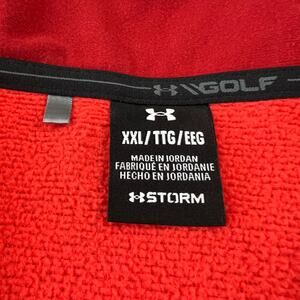 GOLF
XXL/TTG/EEG
MADE IN JORDAN
FABRIQUÉ EN JORDANIE
HECHO EN JORDANIA
STORM